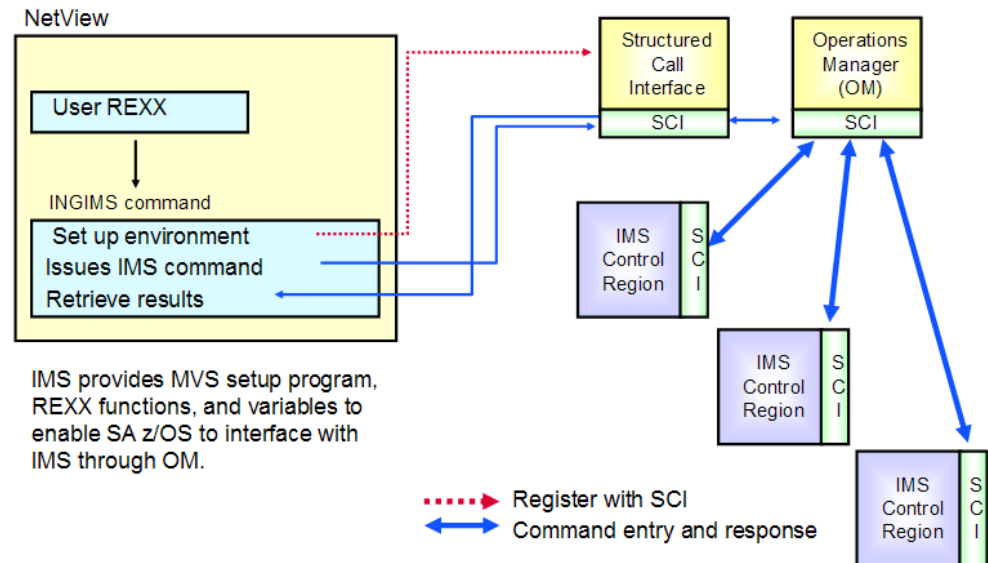 NetView
User REXX
INGIMS command
Set up environment
Issues IMS command
Retrieve results
Structured
Call
Interface
SCI
Operations
Manager
(OM)
SCI
IMS
Control
Region
S
C
I
IMS
Control
Region
S
C
I
IMS
Control
Region
S
C
I
IMS provides MVS setup program,
REXX functions, and variables to
enable SA z/OS to interface with
IMS through OM.
Register with SCI
Command entry and response